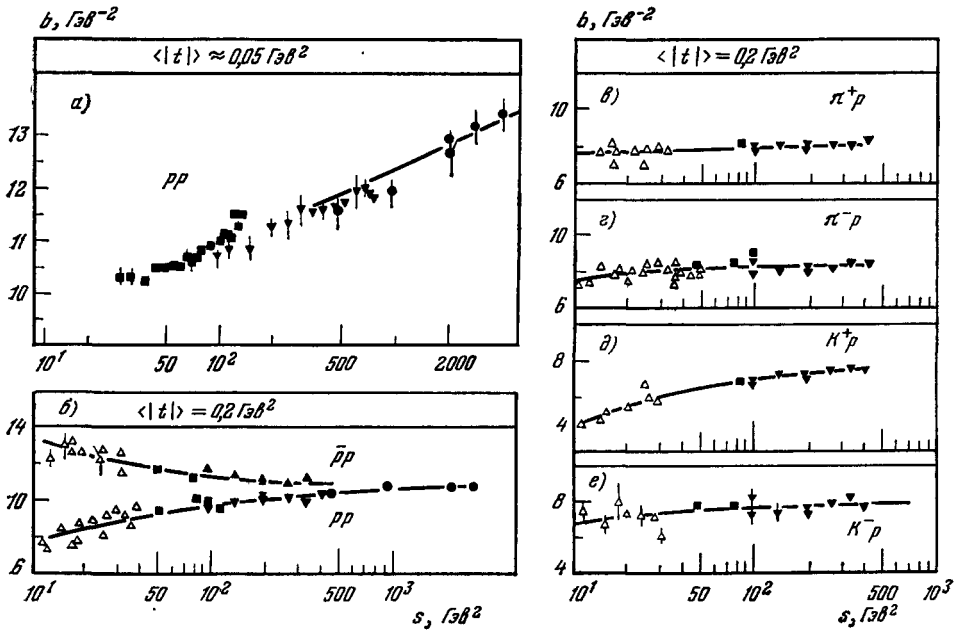 b, Гэв⁻²
<|t|> ≈ 0,05 Гэв²
а)
13
12
11
10
pp
10¹ 50 10² 500 2000
б) <|t|> = 0,2 Гэв²
14
10
6
p̄p
pp
10¹ 50 10² 500 10³
s, Гэв²
b, Гэв⁻²
<|t|> = 0,2 Гэв²
в) π⁺p
10
6
г) π⁻p
10
6
д) K⁺p
8
4
е)
8
4
K⁻p
10¹ 50 10² 500 10³
s, Гэв²